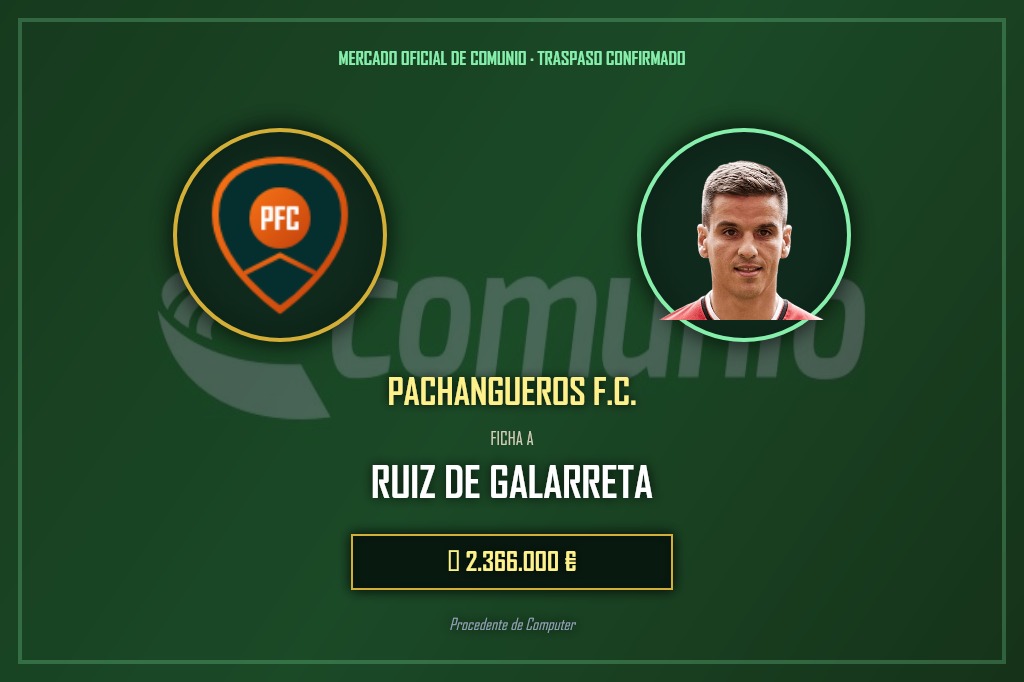 MERCADO OFICIAL DE COMUNIO · TRASPASO CONFIRMADO
PFC
comunio
PACHANGUEROS F.C.
FICHA A
RUIZ DE GALARRETA
2.366.000 €
Procedente de Computer